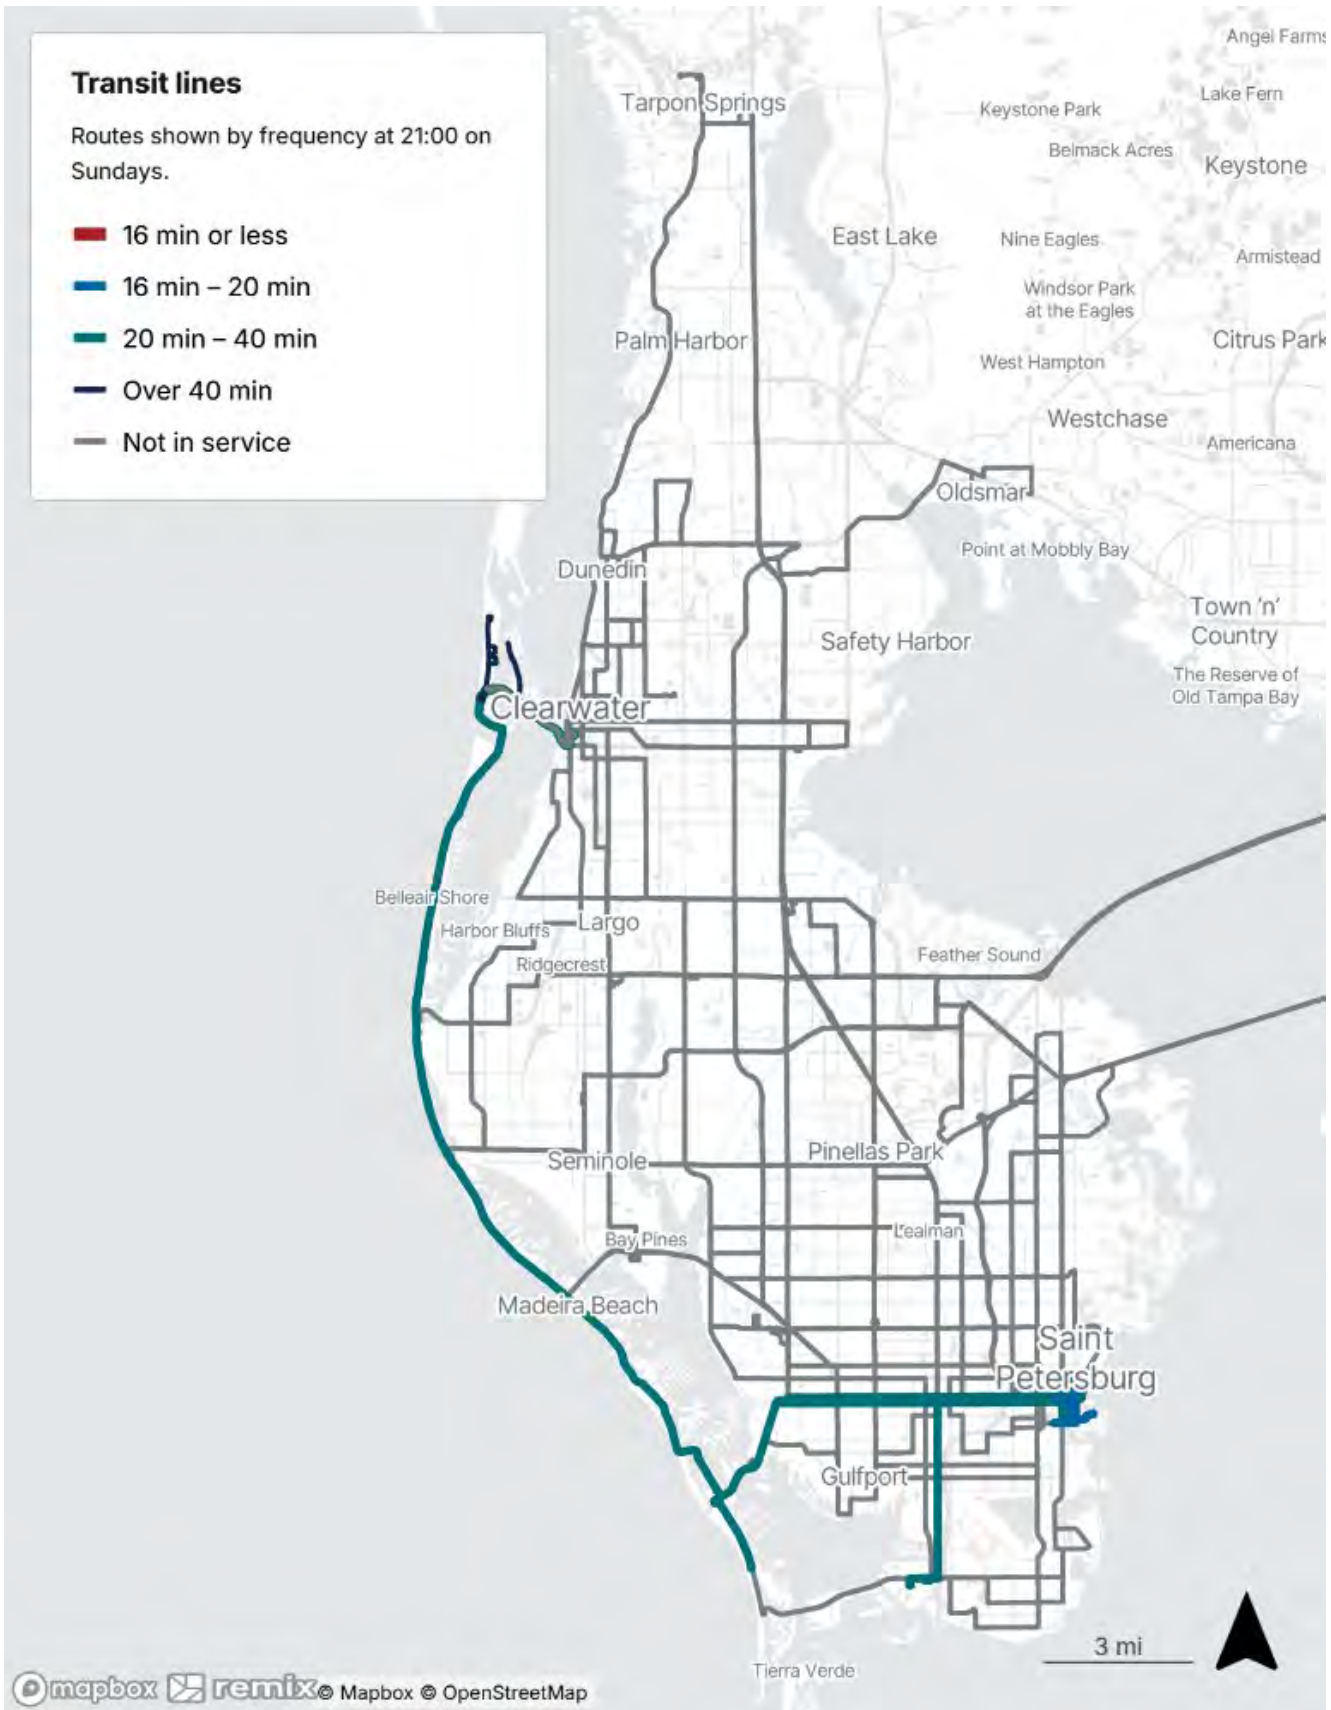 Transit lines
Routes shown by frequency at 21:00 on
Sundays.
16 min or less
16 min – 20 min
20 min – 40 min
Over 40 min
Not in service
Angel Farms
Lake Fern
Tarpon Springs
Keystone Park
Belmack Acres
Keystone
East Lake
Nine Eagles
Armistead
Windsor Park
at the Eagles
Palm Harbor
Citrus Park
West Hampton
Westchase
Americana
Oldsmar
Point at Mobbly Bay
Dunedin
Town 'n'
Country
Safety Harbor
The Reserve of
Old Tampa Bay
Clearwater
Belleair Shore
Largo
Harbor Bluffs
Ridgecrest
Feather Sound
Pinellas Park
Seminole
Lealman
Bay Pines
Madeira Beach
Saint
Petersburg
Gulfport
3 mi
Tierra Verde
mapbox remix © Mapbox © OpenStreetMap